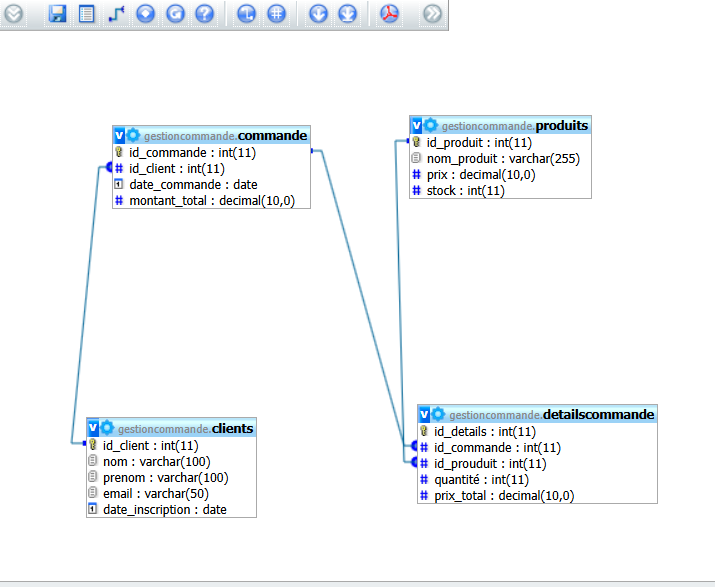 gestioncommande.commande
id_commande : int(11)
id_client : int(11)
date_commande : date
montant_total : decimal(10,0)
gestioncommande.produits
id_produit : int(11)
nom_produit : varchar(255)
prix : decimal(10,0)
stock : int(11)
gestioncommande.clients
id_client : int(11)
nom : varchar(100)
prenom : varchar(100)
email : varchar(50)
date_inscription : date
gestioncommande.detailscommande
id_details : int(11)
id_commande : int(11)
id_prouduit : int(11)
quantité : int(11)
prix_total : decimal(10,0)